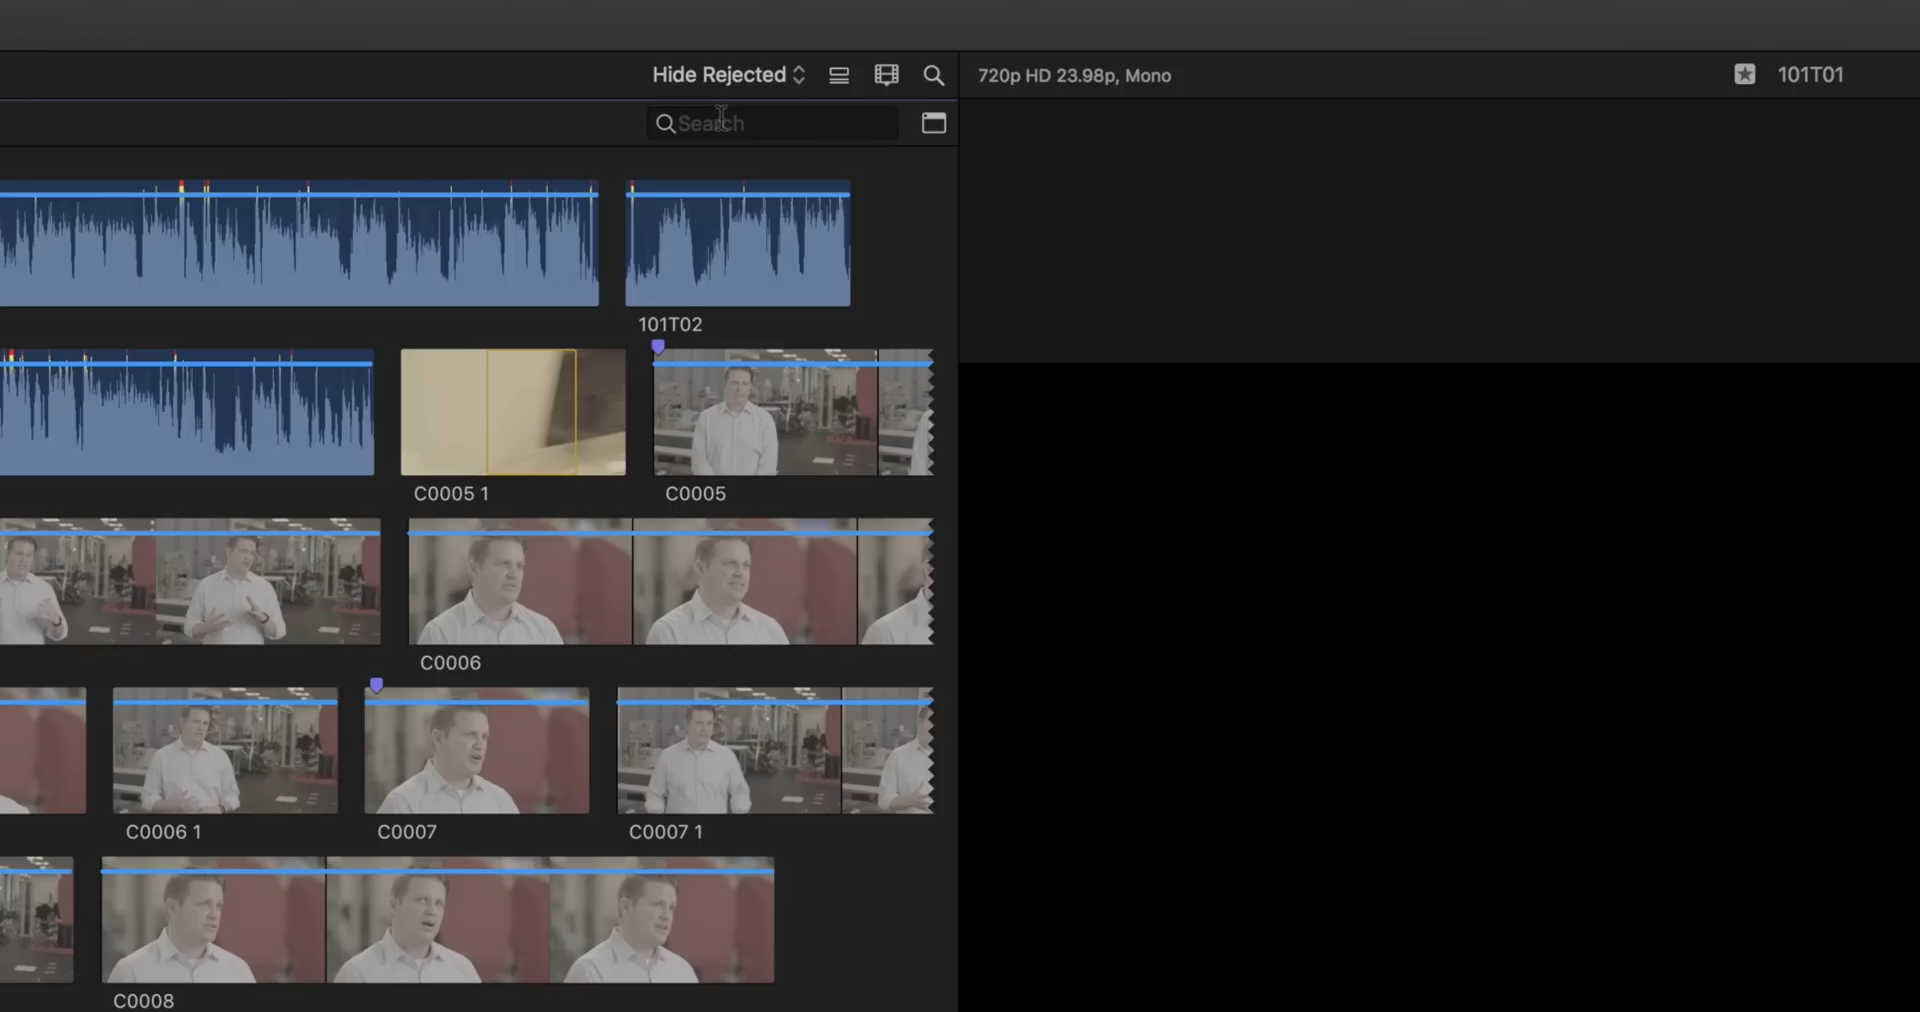 Hide Rejected
720p HD 23.98p, Mono
101T01
Search
101T02
C0005 1
C0005
C0006
C0006 1
C0007
C0007 1
C0008